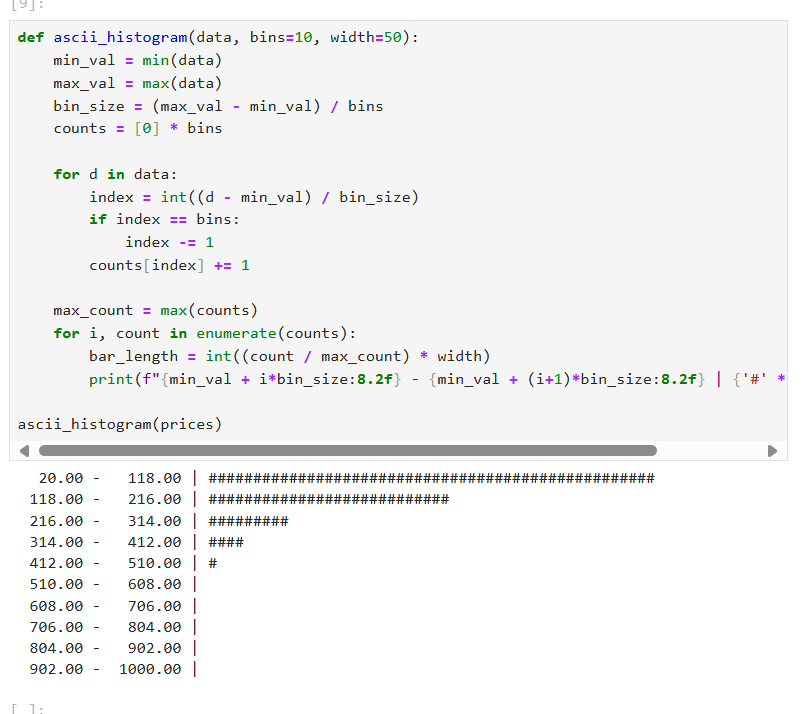 [9]:
def ascii_histogram(data, bins=10, width=50):
    min_val = min(data)
    max_val = max(data)
    bin_size = (max_val - min_val) / bins
    counts = [0] * bins
    for d in data:
        index = int((d - min_val) / bin_size)
        if index == bins:
            index -= 1
        counts[index] += 1
    max_count = max(counts)
    for i, count in enumerate(counts):
        bar_length = int((count / max_count) * width)
        print(f"{min_val + i*bin_size:8.2f} - {min_val + (i+1)*bin_size:8.2f} | {'#' *
ascii_histogram(prices)
   20.00 -   118.00 | ##################################################
  118.00 -   216.00 | ###########################
  216.00 -   314.00 | #########
  314.00 -   412.00 | ####
  412.00 -   510.00 | #
  510.00 -   608.00 |
  608.00 -   706.00 |
  706.00 -   804.00 |
  804.00 -   902.00 |
  902.00 -  1000.00 |
[ ]: